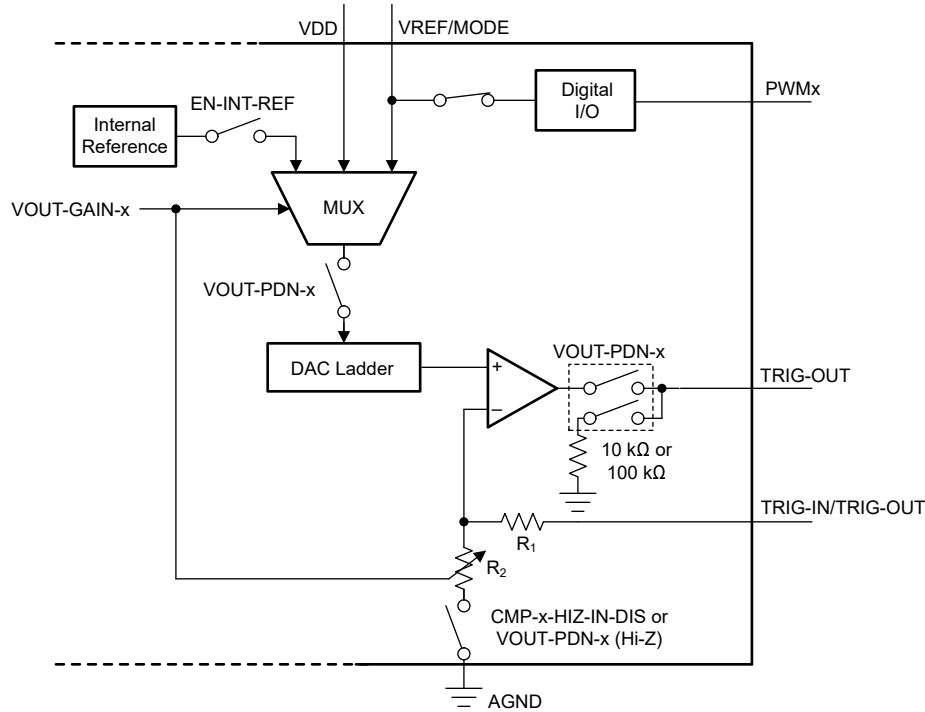 VDD
VREF/MODE
EN-INT-REF
Internal
Reference
Digital
I/O
PWMx
VOUT-GAIN-x
MUX
VOUT-PDN-x
DAC Ladder
+
–
VOUT-PDN-x
TRIG-OUT
10 kΩ or
100 kΩ
TRIG-IN/TRIG-OUT
R₁
R₂
CMP-x-HIZ-IN-DIS or
VOUT-PDN-x (Hi-Z)
AGND